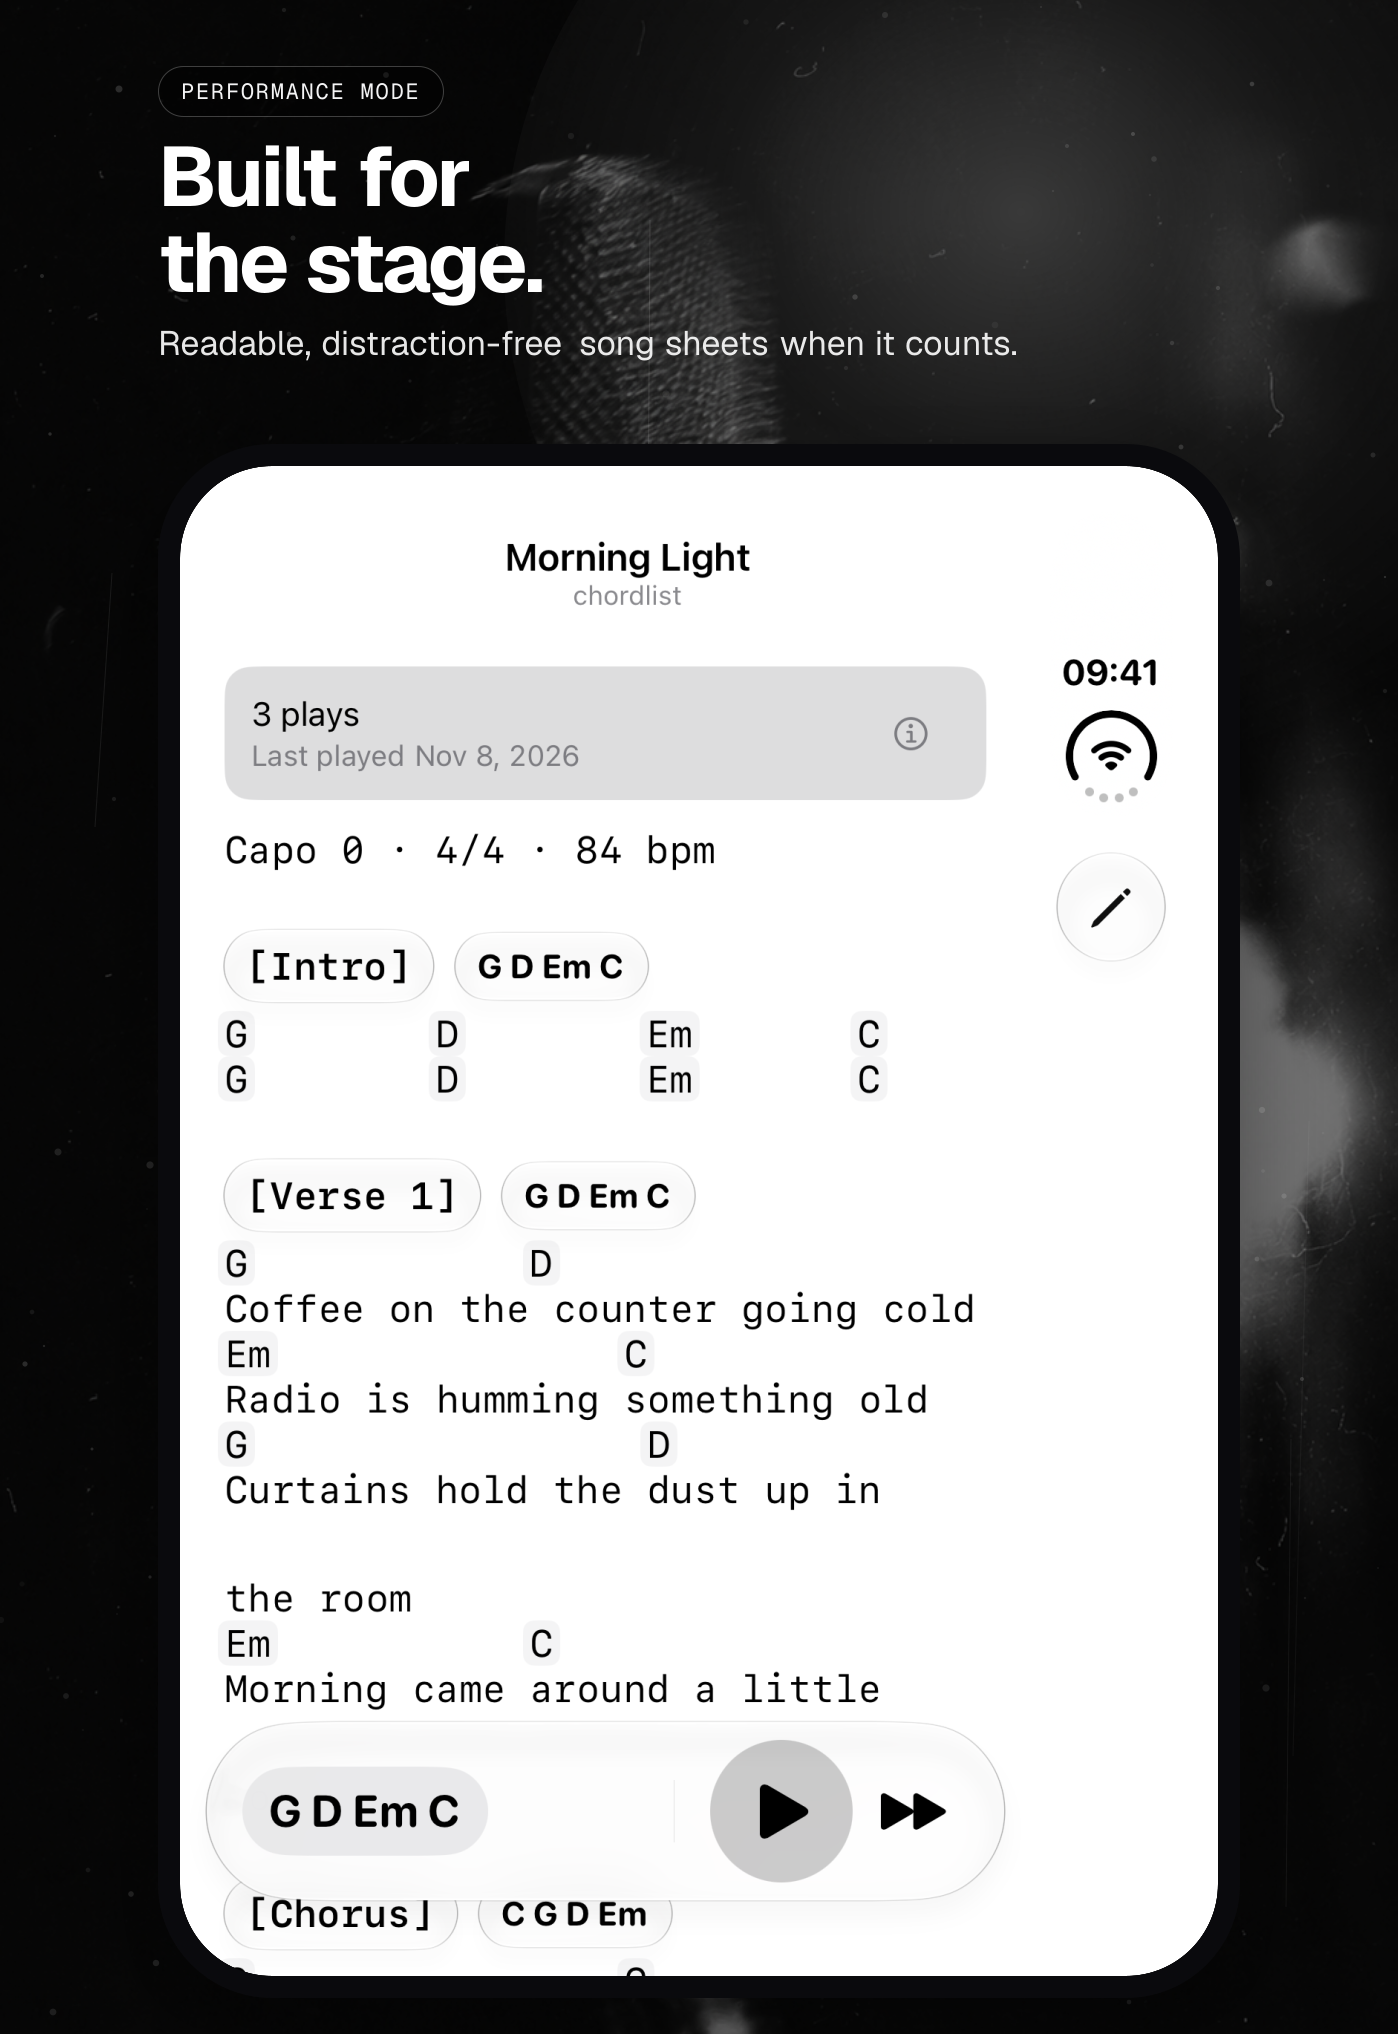 PERFORMANCE MODE
Built for
the stage.
Readable, distraction-free song sheets when it counts.
Morning Light
chordlist
09:41
3 plays
Last played Nov 8, 2026
Capo 0 · 4/4 · 84 bpm
[Intro] G D Em C
G D Em C
G D Em C
[Verse 1] G D Em C
G D
Coffee on the counter going cold
Em C
Radio is humming something old
G D
Curtains hold the dust up in
the room
Em C
Morning came around a little
G D Em C
[Chorus] C G D Em